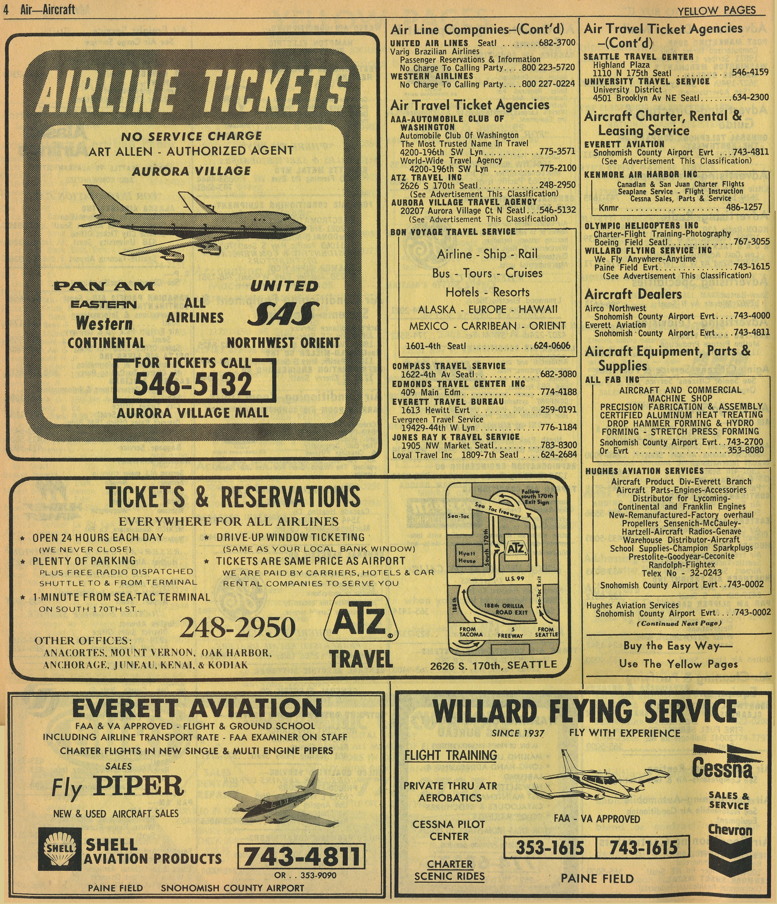 4 Air—Aircraft
YELLOW PAGES
AIRLINE TICKETS
NO SERVICE CHARGE
ART ALLEN - AUTHORIZED AGENT
AURORA VILLAGE
PAN AM
EASTERN
Western
CONTINENTAL
ALL
AIRLINES
UNITED
SAS
NORTHWEST ORIENT
FOR TICKETS CALL
546-5132
AURORA VILLAGE MALL
Air Line Companies—(Cont'd)
UNITED AIR LINES Seatl ........682-3700
Varig Brazilian Airlines
Passenger Reservations & Information
No Charge To Calling Party....800 223-5720
WESTERN AIRLINES
No Charge To Calling Party....800 227-0224
Air Travel Ticket Agencies
AAA-AUTOMOBILE CLUB OF
WASHINGTON
Automobile Club Of Washington
The Most Trusted Name In Travel
4200-196th SW Lyn..........775-3571
World-Wide Travel Agency
4200-196th SW Lyn..........775-2100
ATZ TRAVEL INC
2626 S 170th Seatl............248-2950
(See Advertisement This Classification)
AURORA VILLAGE TRAVEL AGENCY
20207 Aurora Village Ct N Seatl...546-5132
(See Advertisement This Classification)
BON VOYAGE TRAVEL SERVICE
Airline - Ship - Rail
Bus - Tours - Cruises
Hotels - Resorts
ALASKA - EUROPE - HAWAII
MEXICO - CARRIBEAN - ORIENT
1601-4th Seatl ..............624-0606
COMPASS TRAVEL SERVICE
1622-4th Av Seatl............682-3080
EDMONDS TRAVEL CENTER INC
409 Main Edm................774-4188
EVERETT TRAVEL BUREAU
1613 Hewitt Evrt ............259-0191
Evergreen Travel Service
19429-44th W Lyn............776-1184
JONES RAY K TRAVEL SERVICE
1905 NW Market Seatl........783-8300
Loyal Travel Inc 1809-7th Seatl ....624-2684
Air Travel Ticket Agencies
—(Cont'd)
SEATTLE TRAVEL CENTER
Highland Plaza
1110 N 175th Seatl............546-4159
UNIVERSITY TRAVEL SERVICE
University District
4501 Brooklyn Av NE Seatl......634-2300
Aircraft Charter, Rental &
Leasing Service
EVERETT AVIATION
Snohomish County Airport Evrt ...743-4811
(See Advertisement This Classification)
KENMORE AIR HARBOR INC
Canadian & San Juan Charter Flights
Seaplane Service - Flight Instruction
Cessna Sales, Parts & Service
Knmr ........................486-1257
OLYMPIC HELICOPTERS INC
Charter-Flight Training-Photography
Boeing Field Seatl............767-3055
WILLARD FLYING SERVICE INC
We Fly Anywhere-Anytime
Paine Field Evrt..............743-1615
(See Advertisement This Classification)
Aircraft Dealers
Airco Northwest
Snohomish County Airport Evrt....743-4000
Everett Aviation
Snohomish County Airport Evrt....743-4811
Aircraft Equipment, Parts &
Supplies
ALL FAB INC
AIRCRAFT AND COMMERCIAL
MACHINE SHOP
PRECISION FABRICATION & ASSEMBLY
CERTIFIED ALUMINUM HEAT TREATING
DROP HAMMER FORMING & HYDRO
FORMING - STRETCH PRESS FORMING
Snohomish County Airport Evrt..743-2700
Or Evrt ....................353-8080
HUGHES AVIATION SERVICES
Aircraft Product Div-Everett Branch
Aircraft Parts-Engines-Accessories
Distributor for Lycoming-
Continental and Franklin Engines
New-Remanufactured-Factory overhaul
Propellers Sensenich-McCauley-
Hartzell-Aircraft Radios-Genave
Warehouse Distributor-Aircraft
School Supplies-Champion Sparkplugs
Prestolite-Goodyear-Ceconite
Randolph-Flightex
Telex No - 32-0243
Snohomish County Airport Evrt...743-0002
Hughes Aviation Services
Snohomish County Airport Evrt....743-0002
(Continued Next Page)
Buy the Easy Way—
Use The Yellow Pages
TICKETS & RESERVATIONS
EVERYWHERE FOR ALL AIRLINES
* OPEN 24 HOURS EACH DAY
(WE NEVER CLOSE)
* PLENTY OF PARKING
PLUS FREE RADIO DISPATCHED
SHUTTLE TO & FROM TERMINAL
* 1-MINUTE FROM SEA-TAC TERMINAL
ON SOUTH 170TH ST.
* DRIVE-UP WINDOW TICKETING
(SAME AS YOUR LOCAL BANK WINDOW)
* TICKETS ARE SAME PRICE AS AIRPORT
WE ARE PAID BY CARRIERS, HOTELS & CAR
RENTAL COMPANIES TO SERVE YOU
248-2950
OTHER OFFICES:
ANACORTES, MOUNT VERNON, OAK HARBOR,
ANCHORAGE, JUNEAU, KENAI, & KODIAK
ATZ
TRAVEL
Follow
south 170th
Exit Sign
Sea Tac freeway
Sea-Tac
South 170th
Hyatt
House
ATZ
U.S. 99
188th
188th ORILLIA
ROAD EXIT
Sea-Tac Exit
FROM
TACOMA
5
FREEWAY
FROM
SEATTLE
2626 S. 170th, SEATTLE
EVERETT AVIATION
FAA & VA APPROVED - FLIGHT & GROUND SCHOOL
INCLUDING AIRLINE TRANSPORT RATE - FAA EXAMINER ON STAFF
CHARTER FLIGHTS IN NEW SINGLE & MULTI ENGINE PIPERS
SALES
Fly PIPER
NEW & USED AIRCRAFT SALES
SHELL
SHELL
AVIATION PRODUCTS
743-4811
OR . . 353-9090
PAINE FIELD SNOHOMISH COUNTY AIRPORT
WILLARD FLYING SERVICE
SINCE 1937 FLY WITH EXPERIENCE
FLIGHT TRAINING
PRIVATE THRU ATR
AEROBATICS
CESSNA PILOT
CENTER
CHARTER
SCENIC RIDES
FAA - VA APPROVED
353-1615 743-1615
PAINE FIELD
Cessna
SALES &
SERVICE
Chevron